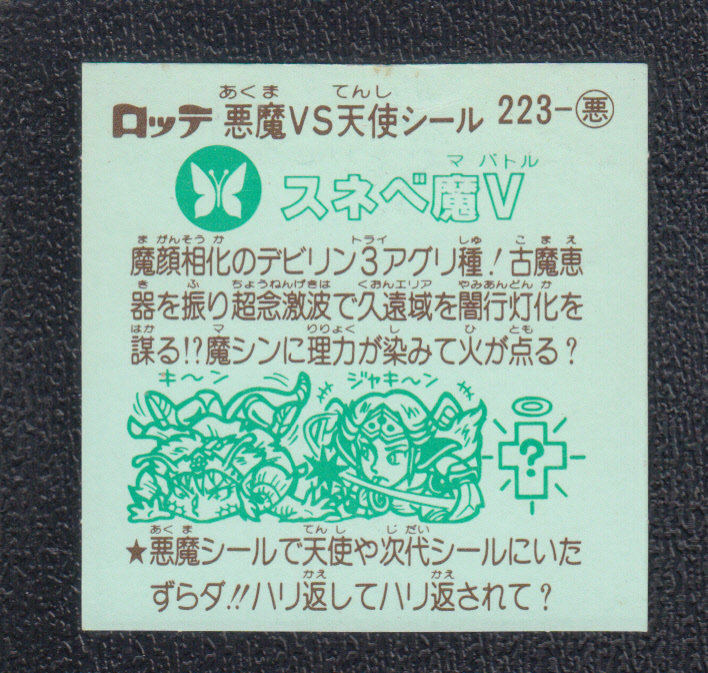 あくま てんし
ロッテ 悪魔VS天使シール 223-悪
マ バトル
スネベ魔V
ま がんそう か トライ しゅ こ ま え
魔顔相化のデビリン3アグリ種!古魔恵
き ふ ちょうねんげきは くおんエリア やみあんどん か
器を振り超念激波で久遠域を闇行灯化を
はか マ りりょく し ひ とも
謀る!?魔シンに理力が染みて火が点る?
キ〜ン ジャキ〜ン
?
あく ま てん し じ だい
★悪魔シールで天使や次代シールにいた
かえ かえ
ずらダ!!ハリ返してハリ返されて?